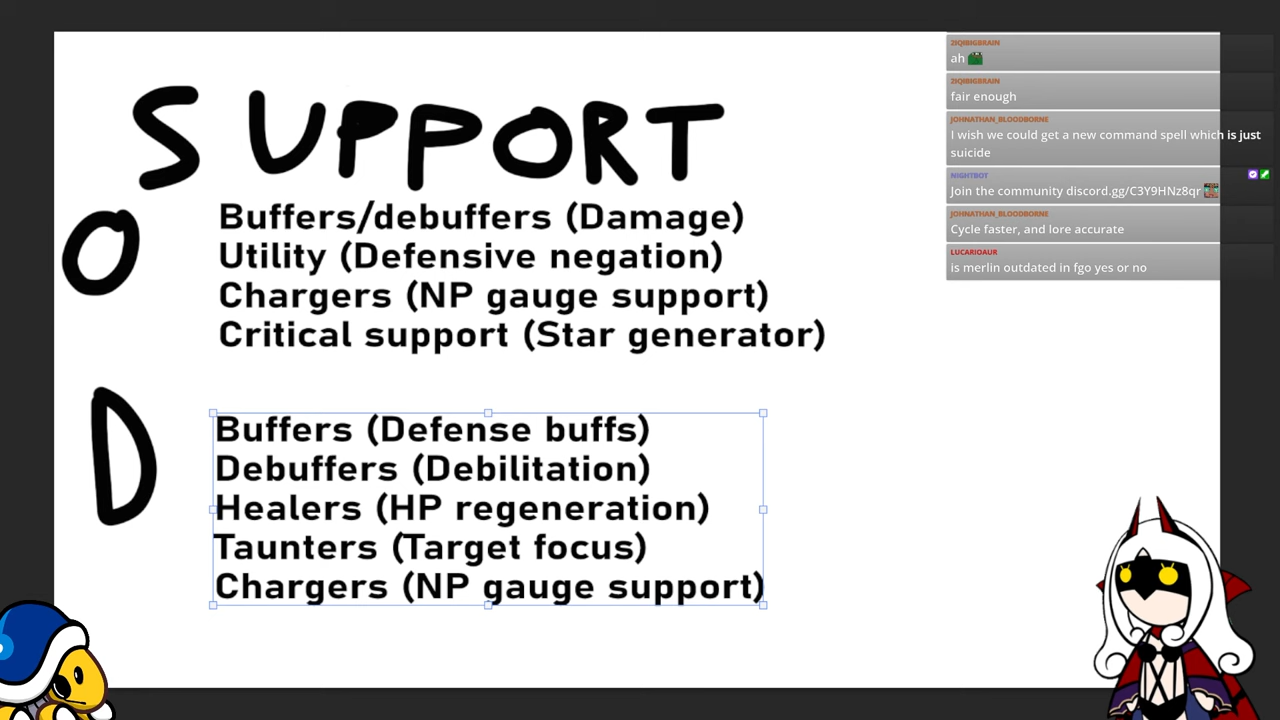 SUPPORT
O
Buffers/debuffers (Damage)
Utility (Defensive negation)
Chargers (NP gauge support)
Critical support (Star generator)
D
Buffers (Defense buffs)
Debuffers (Debilitation)
Healers (HP regeneration)
Taunters (Target focus)
Chargers (NP gauge support)
2IQIBIGBRAIN
ah
2IQIBIGBRAIN
fair enough
JOHNATHAN_BLOODBORNE
I wish we could get a new command spell which is just
suicide
NIGHTBOT
Join the community discord.gg/C3Y9HNz8qr
JOHNATHAN_BLOODBORNE
Cycle faster, and lore accurate
LUCARIOAUR
is merlin outdated in fgo yes or no